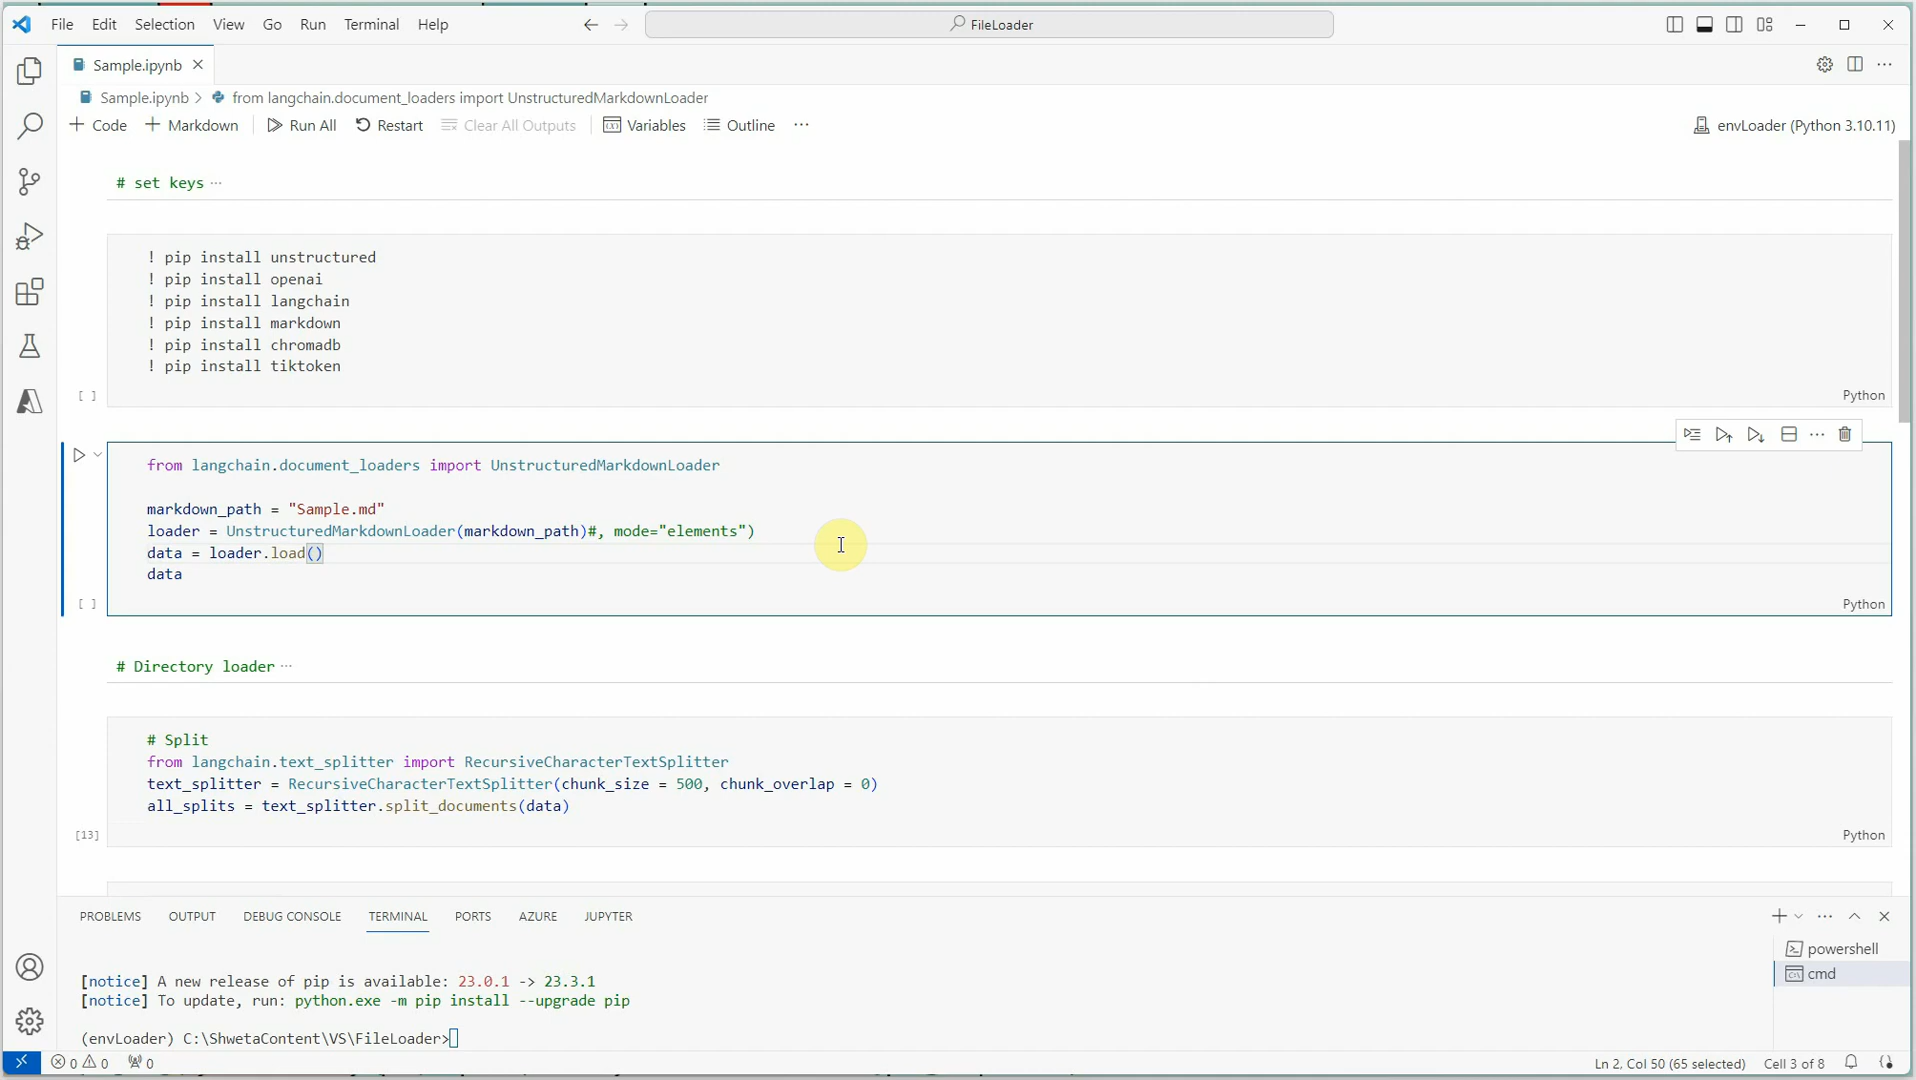 File Edit Selection View Go Run Terminal Help
FileLoader
Sample.ipynb
Sample.ipynb > from langchain.document_loaders import UnstructuredMarkdownLoader
+ Code + Markdown Run All Restart Clear All Outputs Variables Outline ...
envLoader (Python 3.10.11)
# set keys ...
! pip install unstructured
! pip install openai
! pip install langchain
! pip install markdown
! pip install chromadb
! pip install tiktoken
[ ]
Python
from langchain.document_loaders import UnstructuredMarkdownLoader
markdown_path = "Sample.md"
loader = UnstructuredMarkdownLoader(markdown_path)#, mode="elements")
data = loader.load()
data
[ ]
Python
# Directory loader ...
# Split
from langchain.text_splitter import RecursiveCharacterTextSplitter
text_splitter = RecursiveCharacterTextSplitter(chunk_size = 500, chunk_overlap = 0)
all_splits = text_splitter.split_documents(data)
[13]
Python
PROBLEMS OUTPUT DEBUG CONSOLE TERMINAL PORTS AZURE JUPYTER
powershell
cmd
[notice] A new release of pip is available: 23.0.1 -> 23.3.1
[notice] To update, run: python.exe -m pip install --upgrade pip
(envLoader) C:\ShwetaContent\VS\FileLoader>
0 0 0
Ln 2, Col 50 (65 selected) Cell 3 of 8